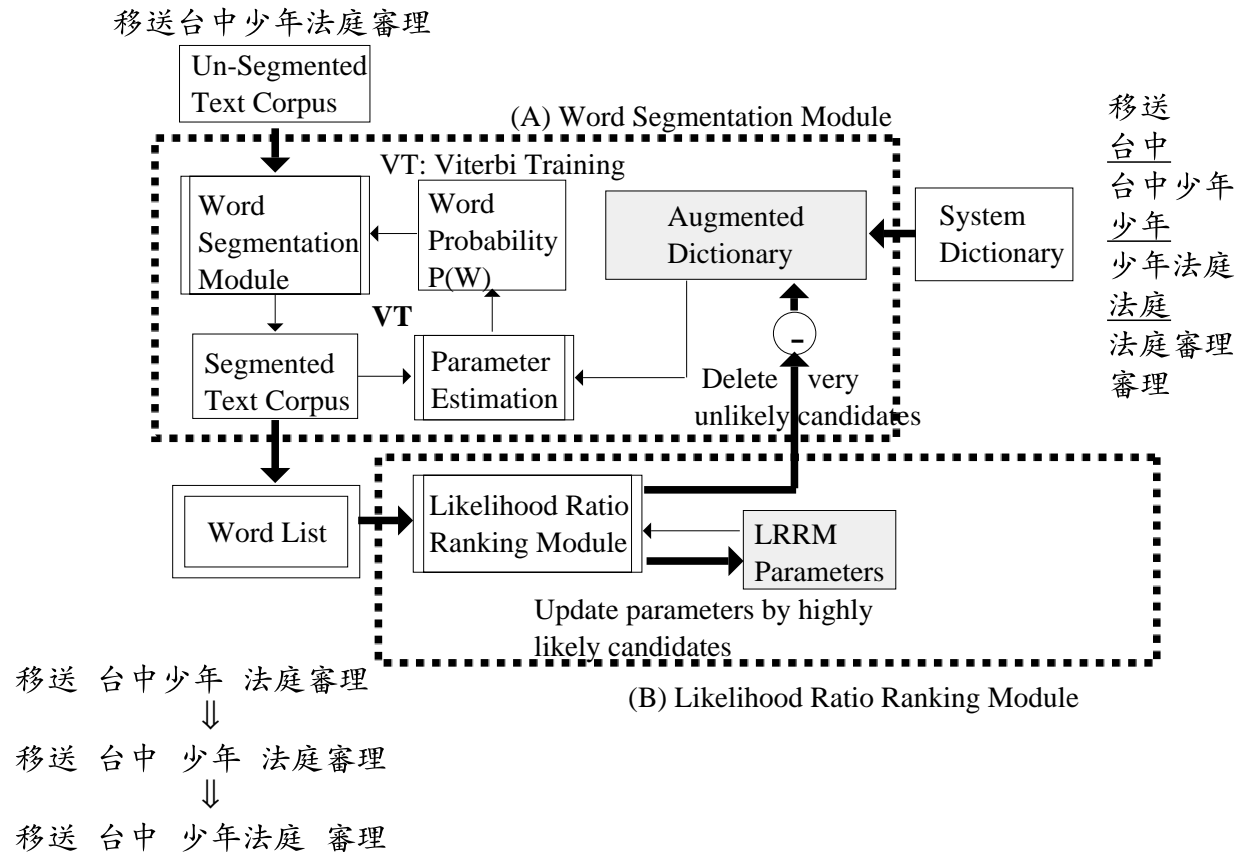 移送台中少年法庭審理
Un-Segmented
Text Corpus
(A) Word Segmentation Module
VT: Viterbi Training
Word
Segmentation
Module
Word
Probability
P(W)
Augmented
Dictionary
System
Dictionary
移送
台中
台中少年
少年
少年法庭
法庭
法庭審理
審理
VT
-
Segmented
Text Corpus
Parameter
Estimation
Delete very
unlikely candidates
Word List
Likelihood Ratio
Ranking Module
LRRM
Parameters
Update parameters by highly
likely candidates
(B) Likelihood Ratio Ranking Module
移送 台中少年 法庭審理
⇓
移送 台中 少年 法庭審理
⇓
移送 台中 少年法庭 審理